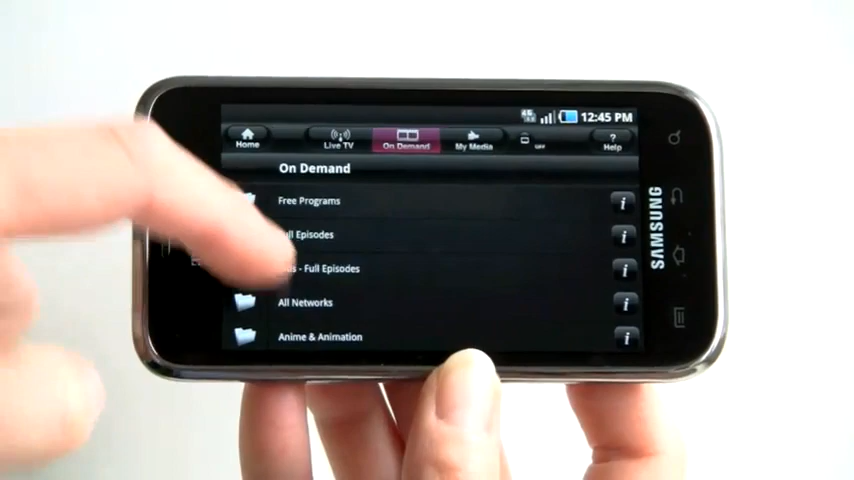 12:45 PM
Home
Live TV
On Demand
My Media
OFF
? Help
On Demand
Free Programs
Episodes
- Full Episodes
All Networks
Anime & Animation
SAMSUNG